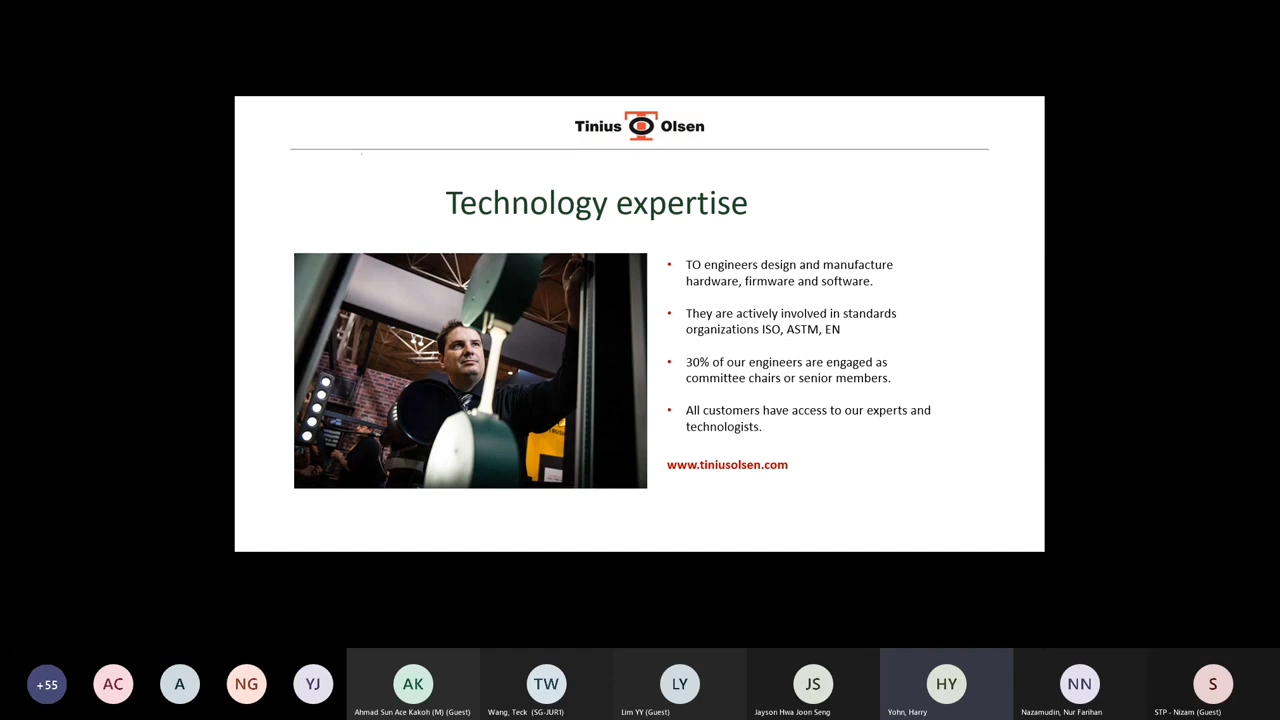 Tinius Olsen
Technology expertise
• TO engineers design and manufacture
hardware, firmware and software.
• They are actively involved in standards
organizations ISO, ASTM, EN
• 30% of our engineers are engaged as
committee chairs or senior members.
• All customers have access to our experts and
technologists.
www.tiniusolsen.com
+55 AC A NG YJ AK TW LY JS HY NN S
Ahmad Sun Ace Kakoh (M) (Guest) Wang, Teck (SG-JUR1) Lim YY (Guest) Jayson Hwa Joon Seng Yohn, Harry Nazamudin, Nur Farihan STP - Nizam (Guest)